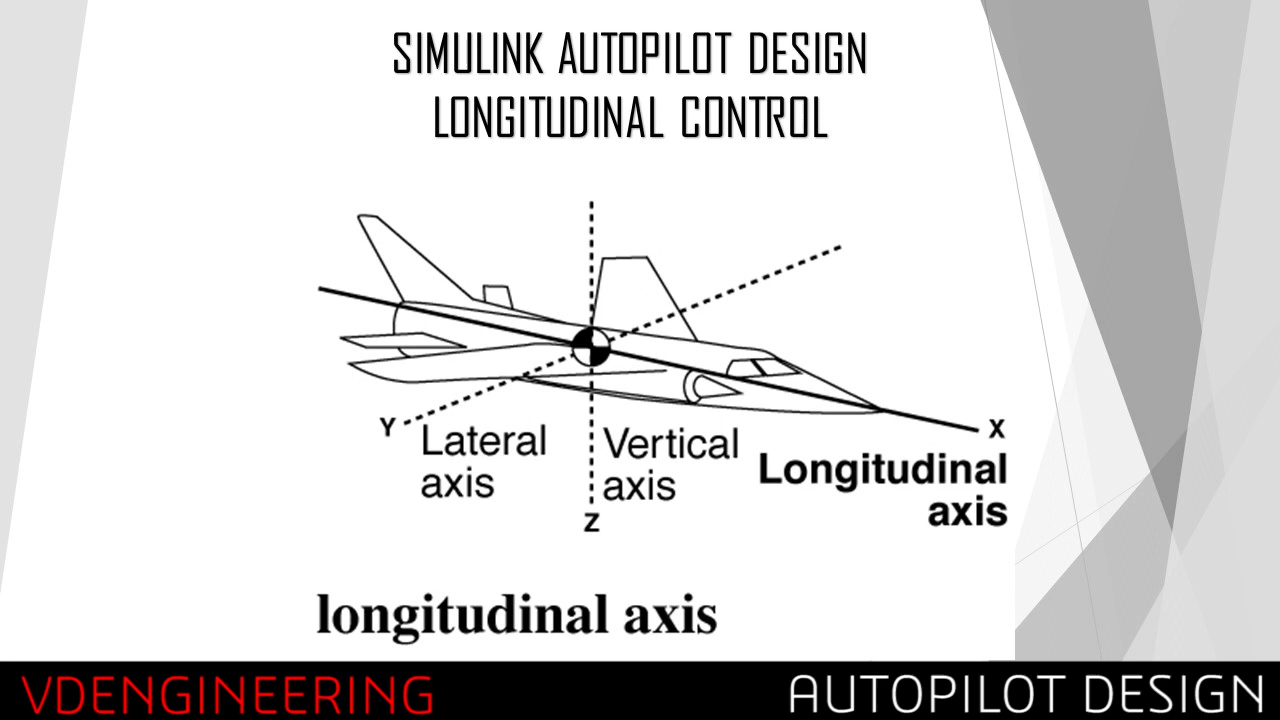 SIMULINK AUTOPILOT DESIGN
LONGITUDINAL CONTROL
Y
Lateral
axis
Vertical
axis
Z
X
Longitudinal
axis
longitudinal axis
VDENGINEERING
AUTOPILOT DESIGN